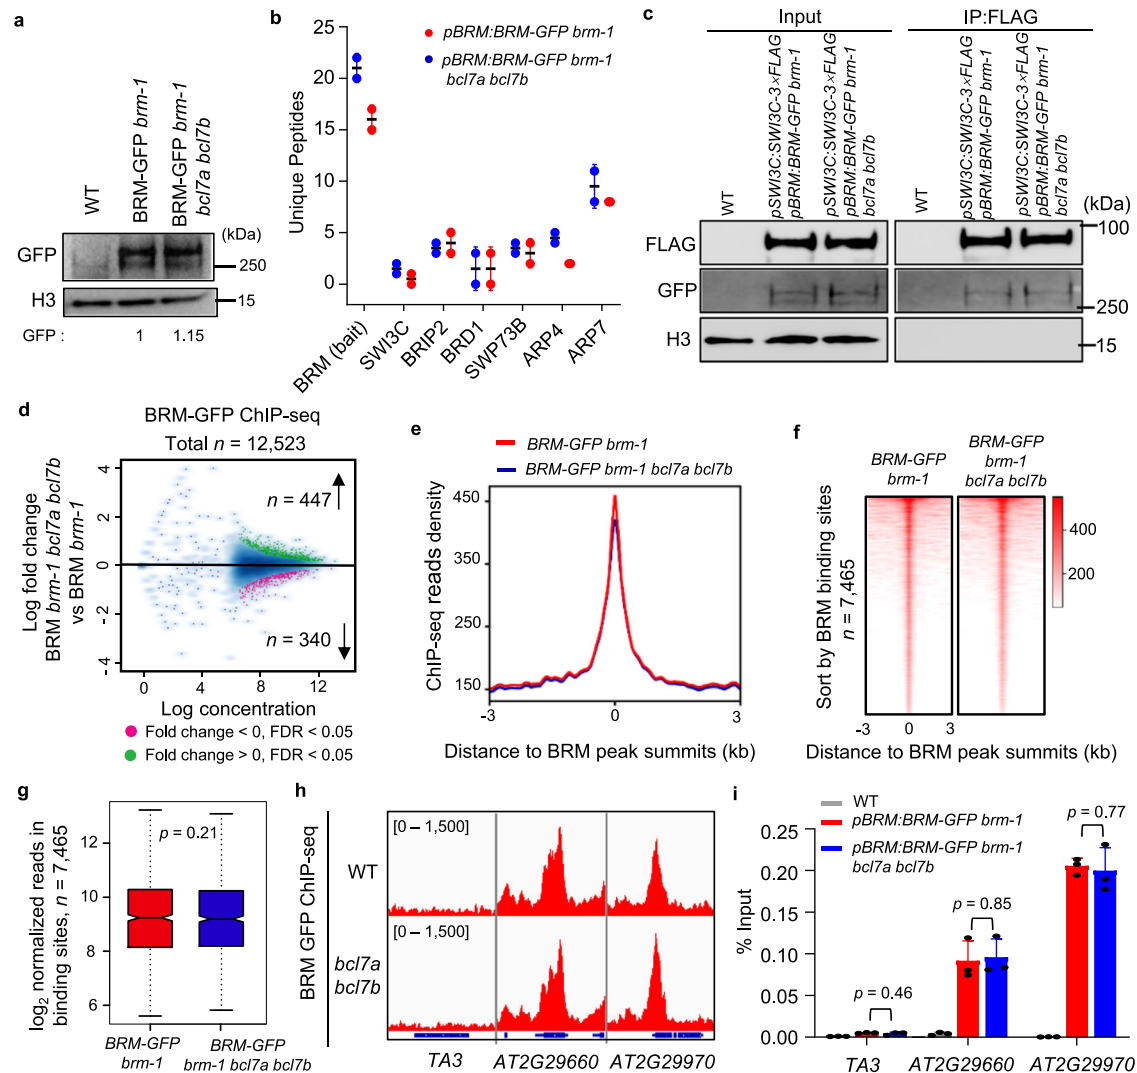 a
WT
BRM-GFP brm-1
BRM-GFP brm-1
bcl7a bcl7b
(kDa)
GFP
250
H3
15
GFP : 1 1.15
b
pBRM:BRM-GFP brm-1
pBRM:BRM-GFP brm-1
bcl7a bcl7b
Unique Peptides
25
20
15
10
5
0
BRM (bait)
SWI3C
BRIP2
BRD1
SWP73B
ARP4
ARP7
c
Input
IP:FLAG
WT
pSWI3C:SWI3C-3×FLAG
pBRM:BRM-GFP brm-1
pSWI3C:SWI3C-3×FLAG
pBRM:BRM-GFP brm-1
bcl7a bcl7b
WT
pSWI3C:SWI3C-3×FLAG
pBRM:BRM-GFP brm-1
pSWI3C:SWI3C-3×FLAG
pBRM:BRM-GFP brm-1
bcl7a bcl7b
(kDa)
FLAG
100
GFP
250
H3
15
d
BRM-GFP ChIP-seq
Total n = 12,523
Log fold change
BRM brm-1 bcl7a bcl7b
vs BRM brm-1
4
2
0
-2
-4
n = 447
n = 340
0 4 8 12
Log concentration
Fold change < 0, FDR < 0.05
Fold change > 0, FDR < 0.05
e
BRM-GFP brm-1
BRM-GFP brm-1 bcl7a bcl7b
ChIP-seq reads density
450
350
250
150
-3 0 3
Distance to BRM peak summits (kb)
f
BRM-GFP
brm-1
BRM-GFP
brm-1
bcl7a bcl7b
Sort by BRM binding sites
n = 7,465
400
200
-3 0 3
Distance to BRM peak summits (kb)
g
log2 normalized reads in
binding sites, n = 7,465
12
10
8
6
p = 0.21
BRM-GFP
brm-1
BRM-GFP
brm-1 bcl7a bcl7b
h
BRM GFP ChIP-seq
WT
[0 – 1,500]
bcl7a
bcl7b
[0 – 1,500]
TA3 AT2G29660 AT2G29970
i
WT
pBRM:BRM-GFP brm-1
pBRM:BRM-GFP brm-1
bcl7a bcl7b
% Input
0.25
0.20
0.15
0.10
0.05
0.00
p = 0.46
p = 0.85
p = 0.77
TA3 AT2G29660 AT2G29970